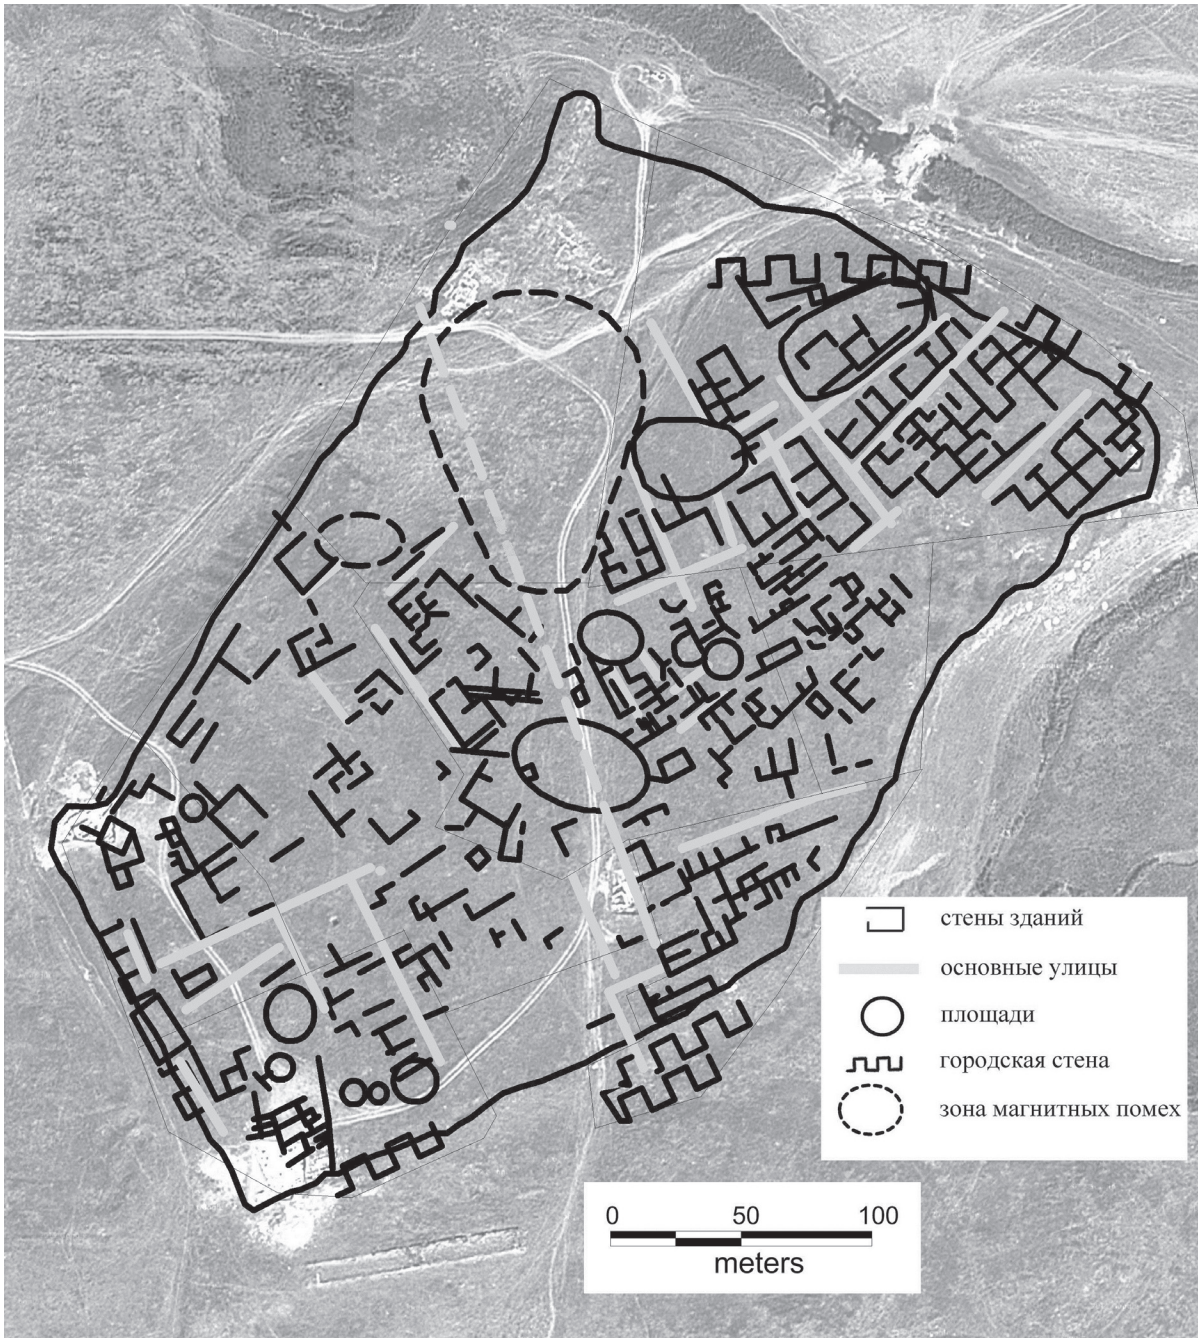 стены зданий
основные улицы
площади
городская стена
зона магнитных помех
0 50 100
meters